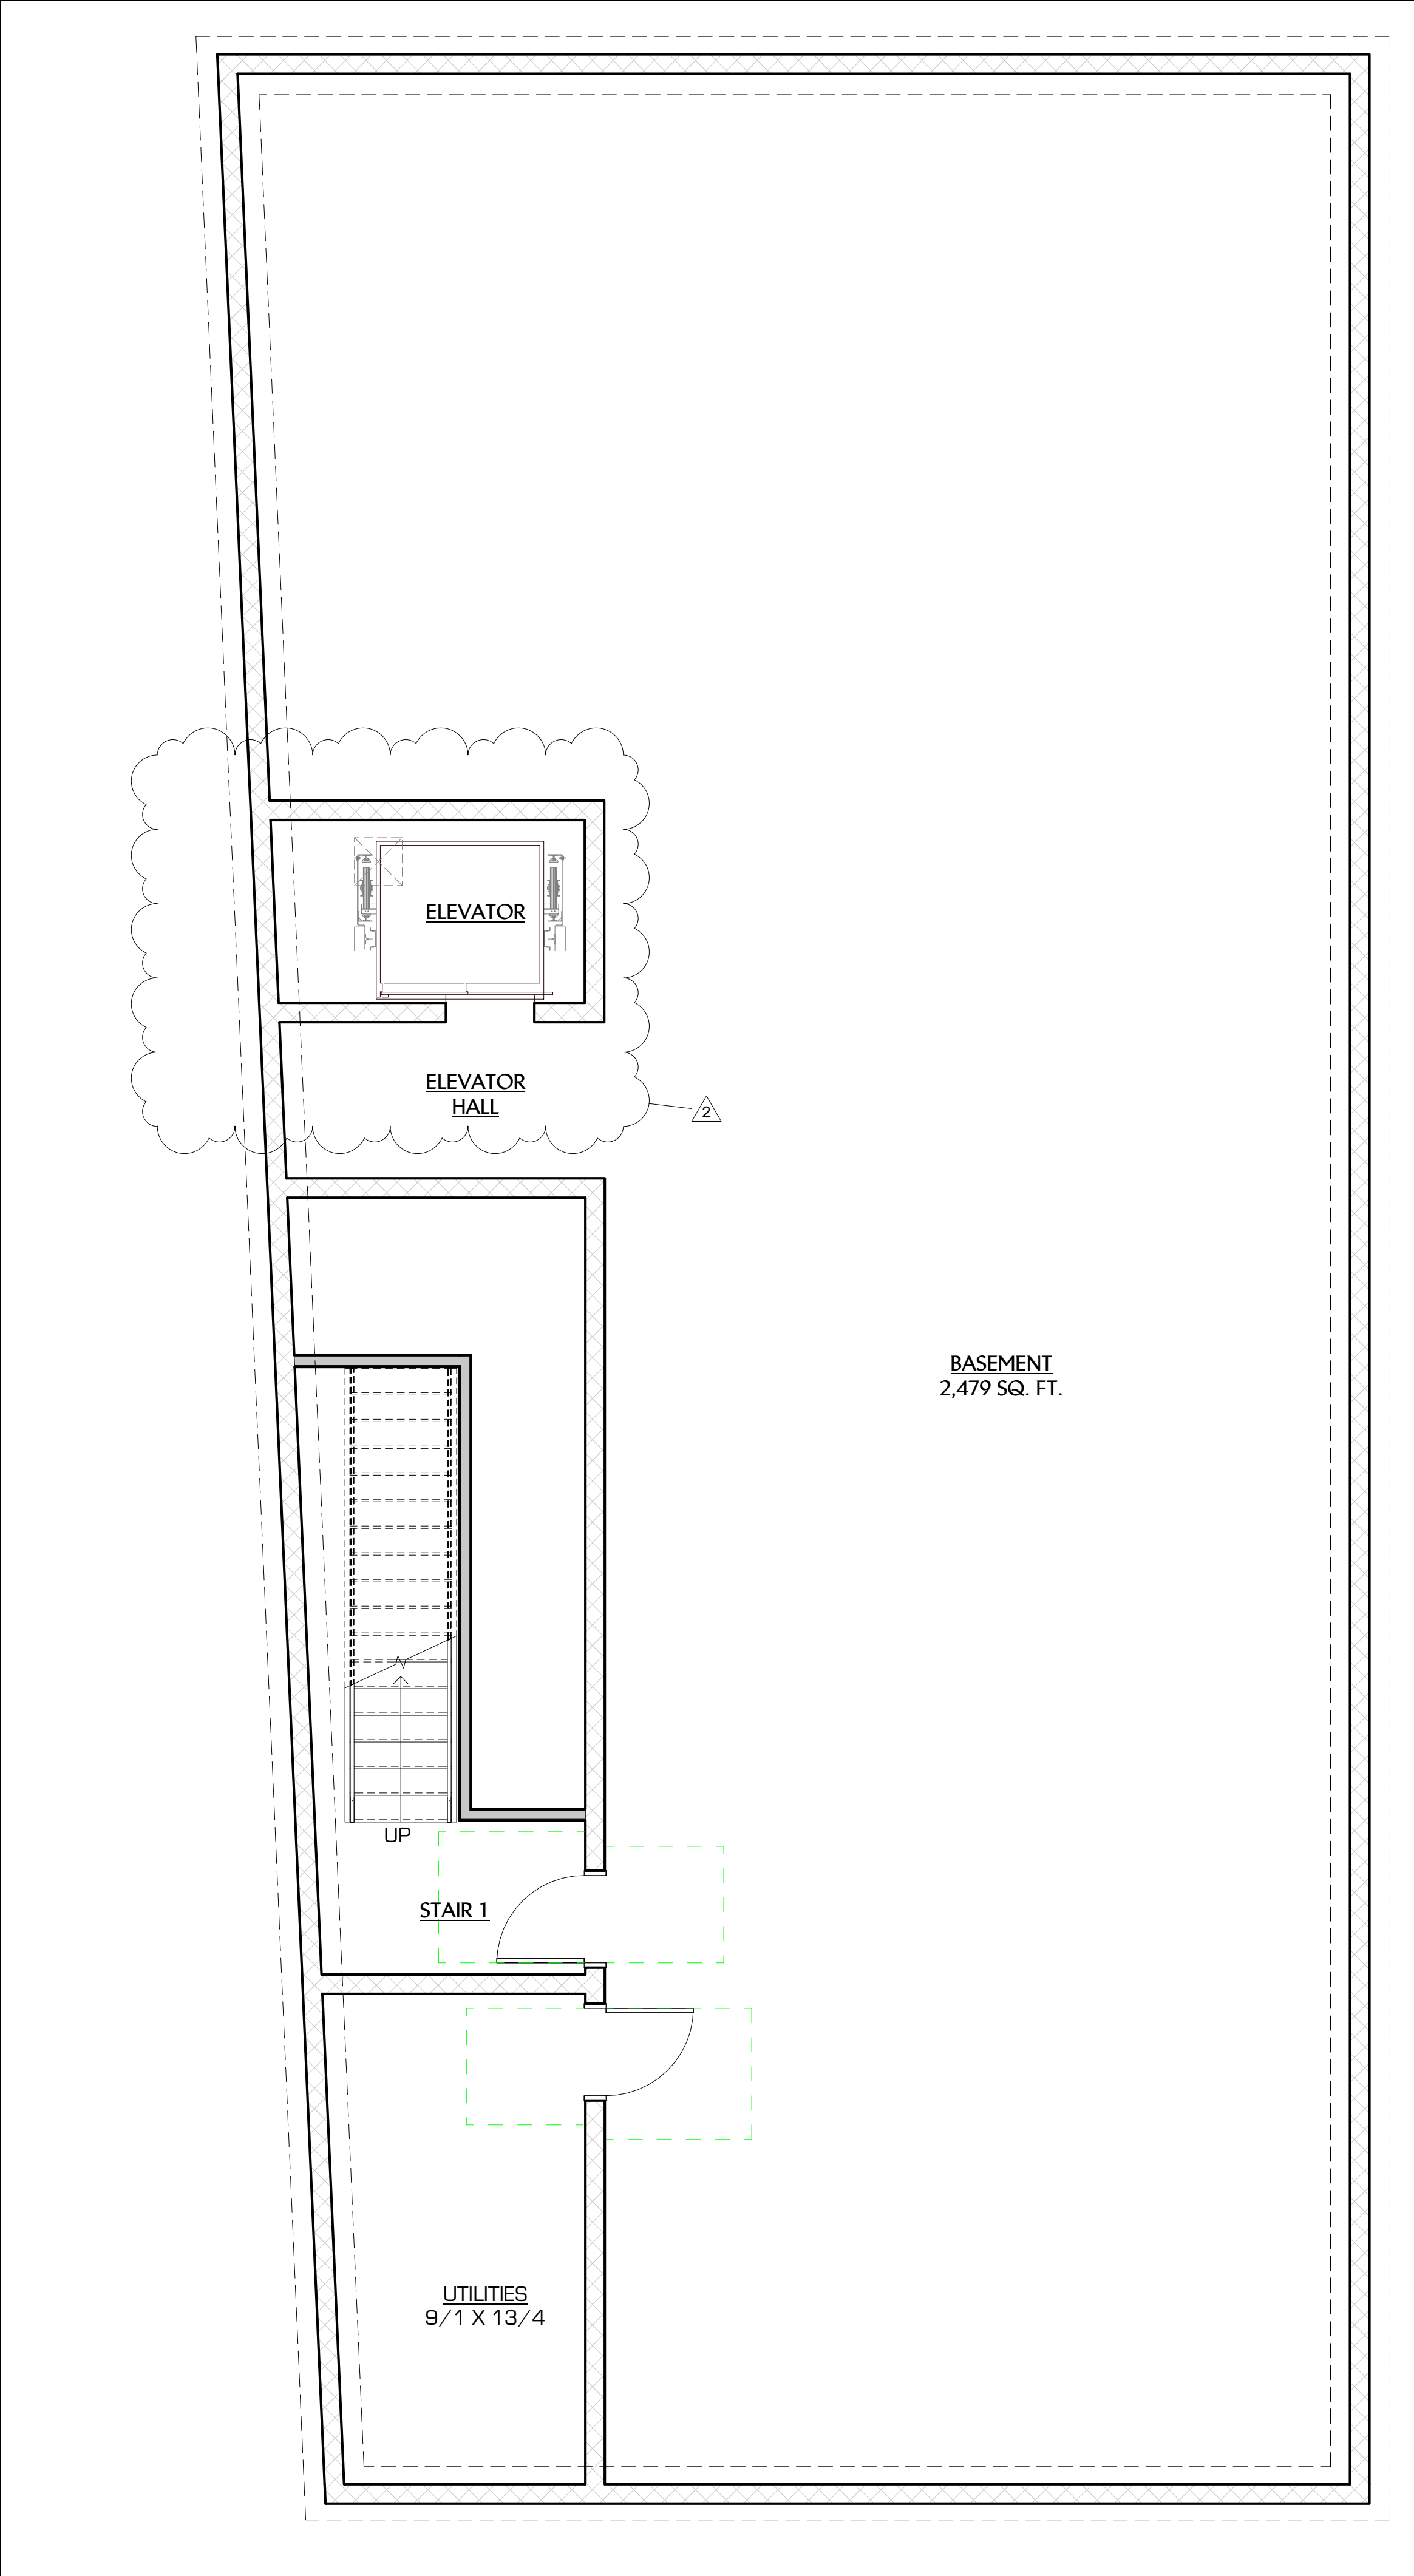 ELEVATOR
ELEVATOR
HALL
2
BASEMENT
2,479 SQ. FT.
UP
STAIR 1
UTILITIES
9/1 X 13/4